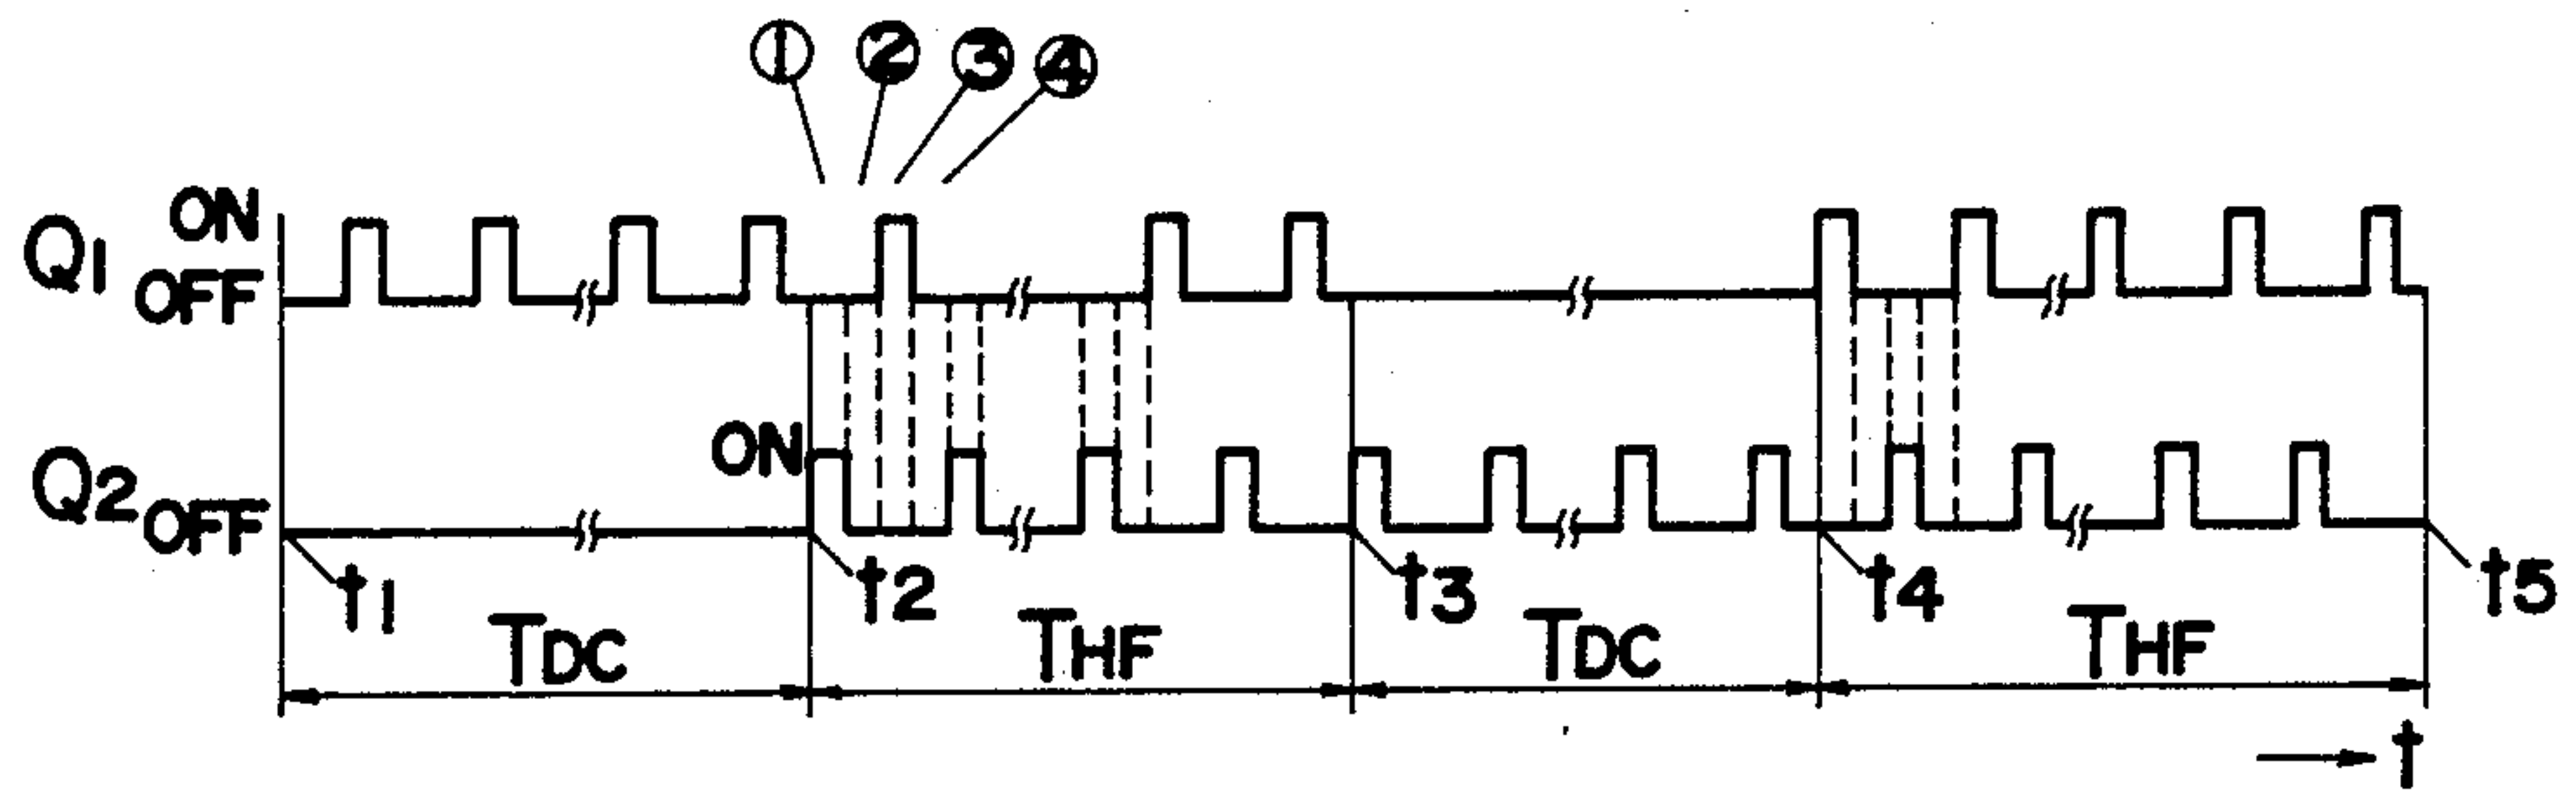 ① ② ③ ④
Q1 ON
OFF
Q2 ON
OFF
t1 t2 t3 t4 t5
TDC THF TDC THF
t